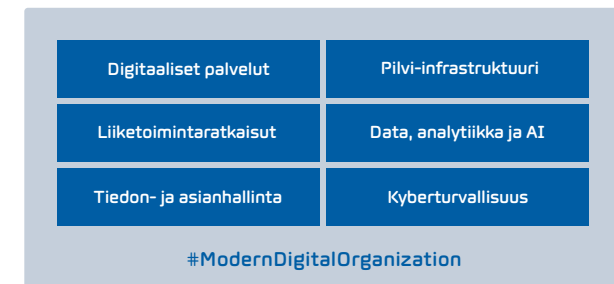 Digitaaliset palvelut
Pilvi-infrastruktuuri
Liiketoimintaratkaisut
Data, analytiikka ja AI
Tiedon- ja asianhallinta
Kyberturvallisuus
#ModernDigitalOrganization